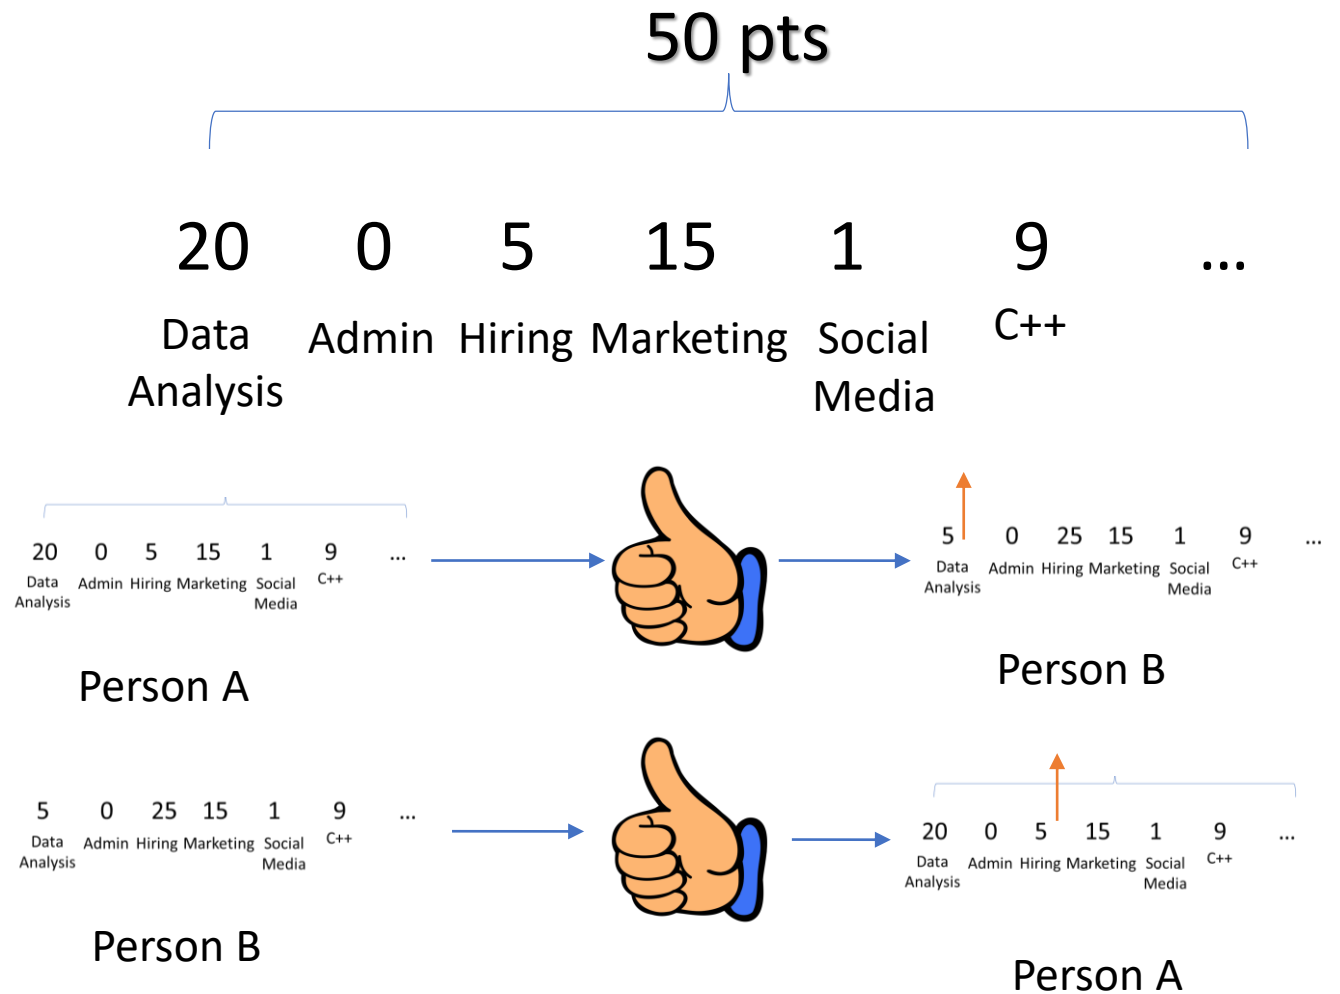 50 pts
20 0 5 15 1 9 ...
Data Admin Hiring Marketing Social C++
Analysis Media
20 0 5 15 1 9 ...
Data Admin Hiring Marketing Social C++
Analysis Media
Person A
5 0 25 15 1 9 ...
Data Admin Hiring Marketing Social C++
Analysis Media
Person B
5 0 25 15 1 9 ...
Data Admin Hiring Marketing Social C++
Analysis Media
Person B
20 0 5 15 1 9 ...
Data Admin Hiring Marketing Social C++
Analysis Media
Person A